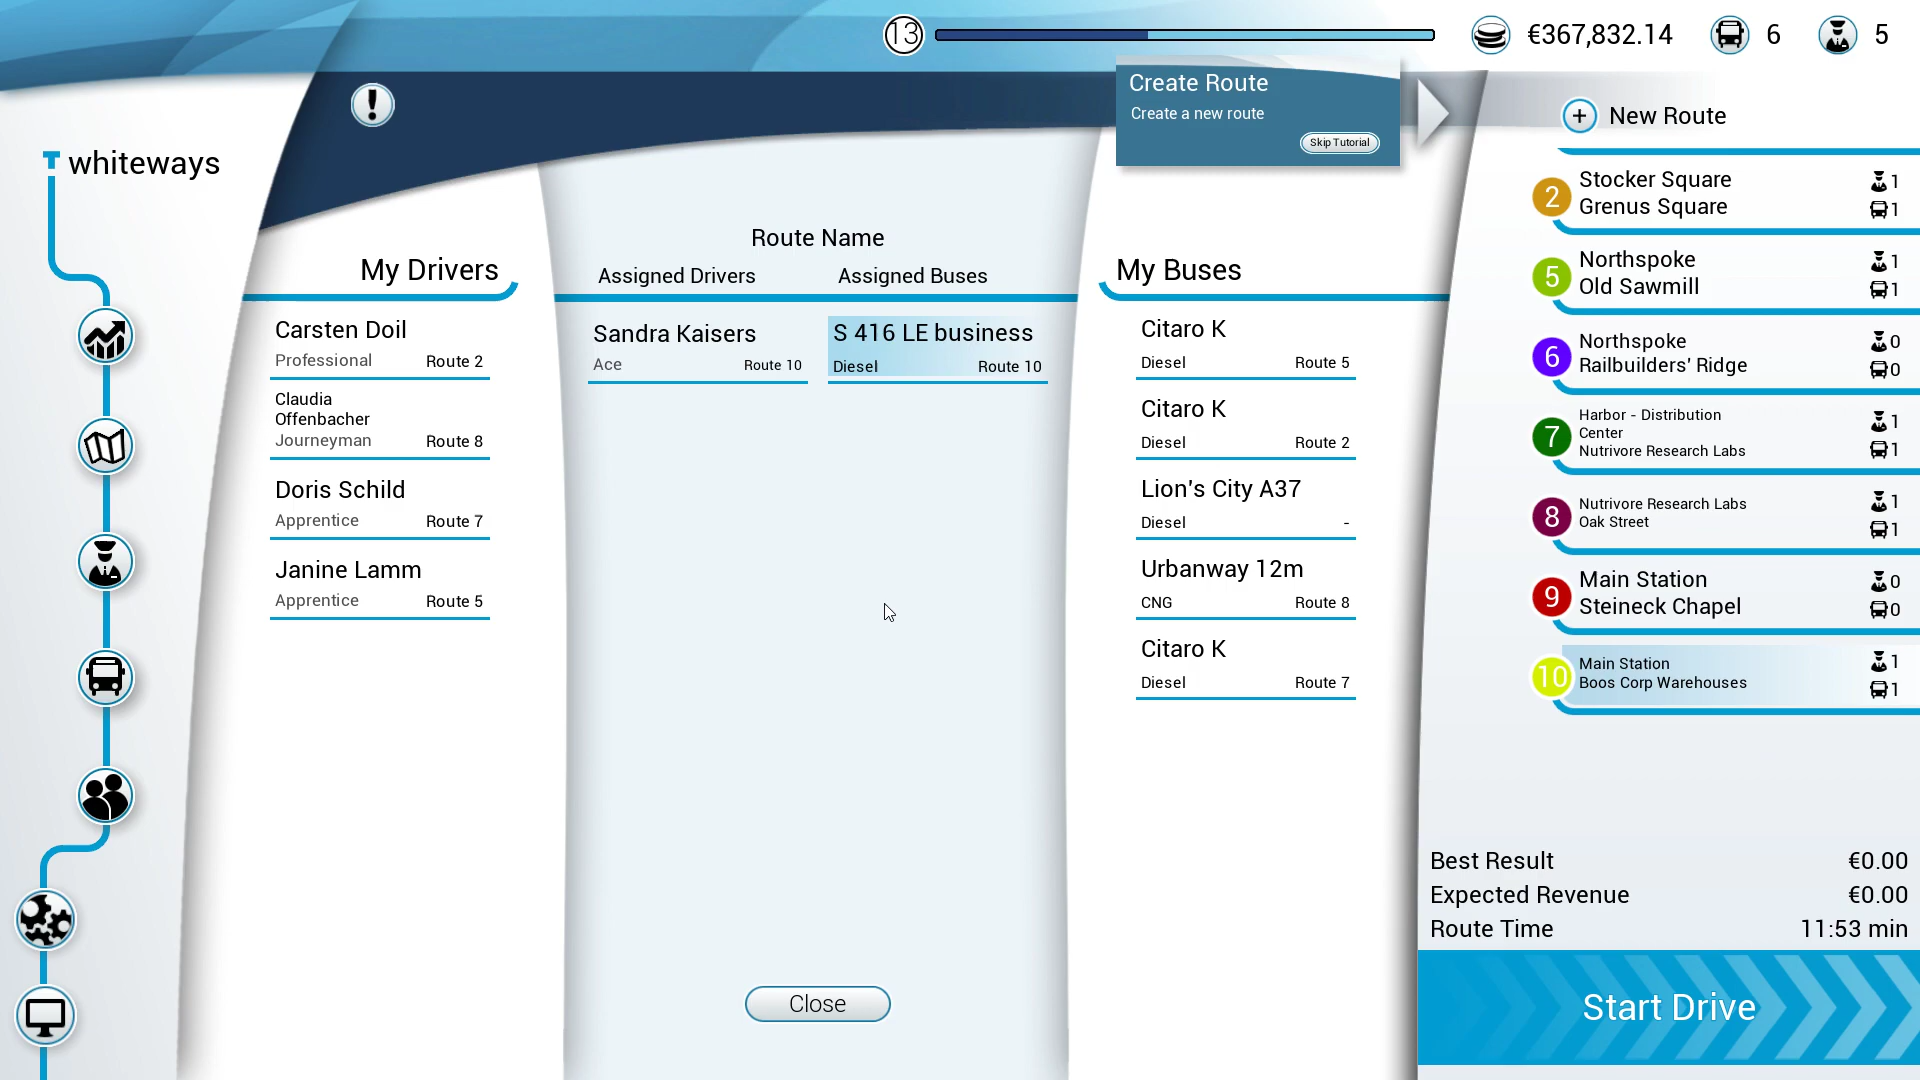 13
€367,832.14
6
5
Create Route
Create a new route
Skip Tutorial
+ New Route
whiteways
Route Name
My Drivers
Assigned Drivers
Assigned Buses
My Buses
Carsten Doil
Professional
Route 2
Claudia
Offenbacher
Journeyman
Route 8
Doris Schild
Apprentice
Route 7
Janine Lamm
Apprentice
Route 5
Sandra Kaisers
Ace
Route 10
S 416 LE business
Diesel
Route 10
Citaro K
Diesel
Route 5
Citaro K
Diesel
Route 2
Lion's City A37
Diesel
-
Urbanway 12m
CNG
Route 8
Citaro K
Diesel
Route 7
2
Stocker Square
Grenus Square
1
1
5
Northspoke
Old Sawmill
1
1
6
Northspoke
Railbuilders' Ridge
0
0
7
Harbor - Distribution
Center
Nutrivore Research Labs
1
1
8
Nutrivore Research Labs
Oak Street
1
1
9
Main Station
Steineck Chapel
0
0
10
Main Station
Boos Corp Warehouses
1
1
Best Result
€0.00
Expected Revenue
€0.00
Route Time
11:53 min
Close
Start Drive